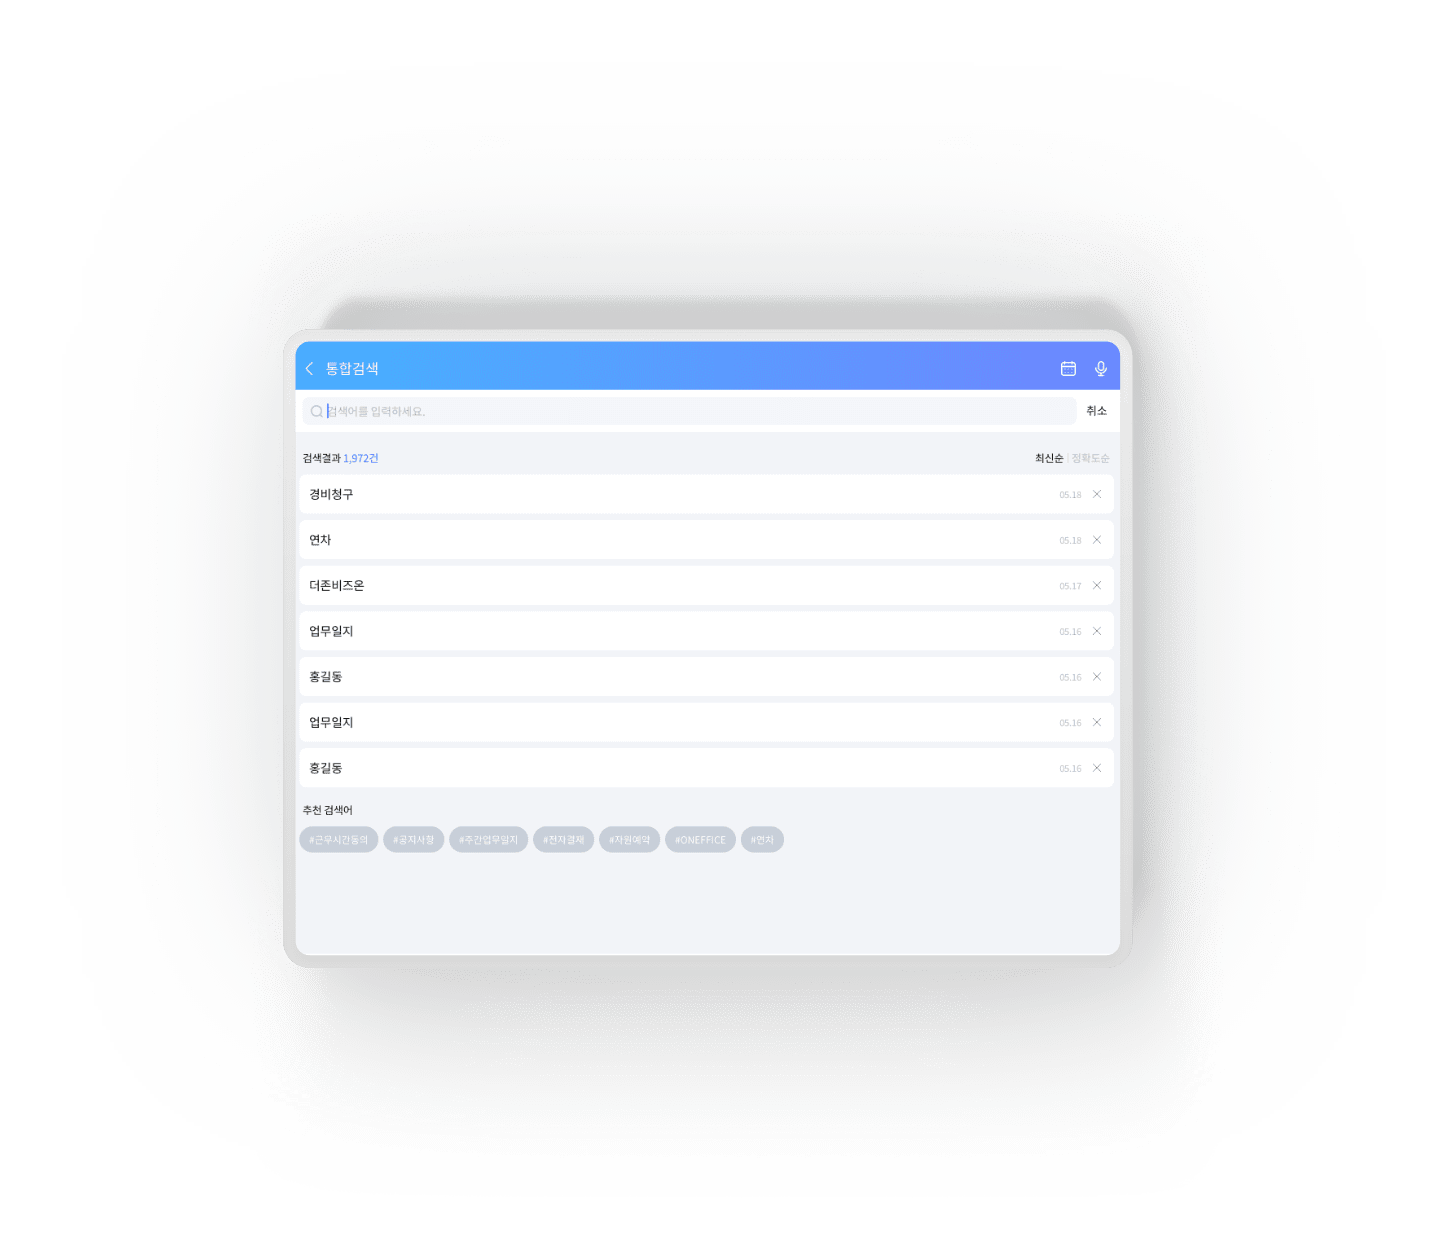 통합검색
검색어를 입력하세요. 취소
검색결과 1,972건 최신순 | 정확도순
경비청구 05.18
연차 05.18
더존비즈온 05.17
업무일지 05.16
홍길동 05.16
업무일지 05.16
홍길동 05.16
추천 검색어
#근무시간동의 #공지사항 #주간업무일지 #전자결재 #자원예약 #ONEFFICE #연차